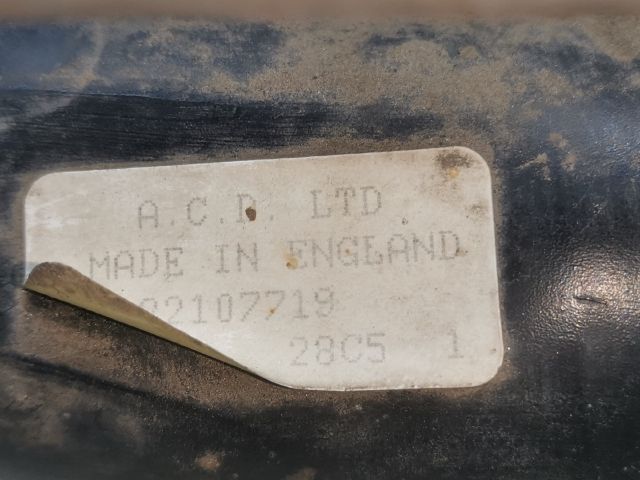 A.C.D. LTD
MADE IN ENGLAND
02107719
28C5 1